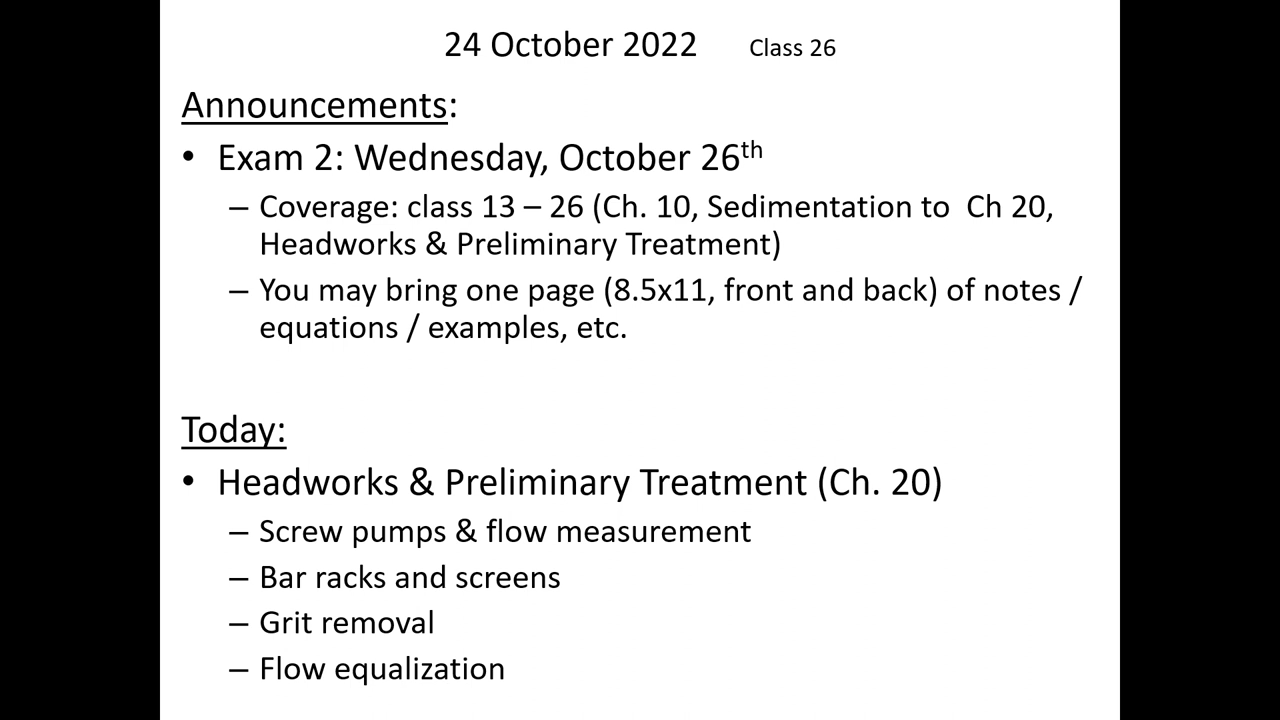 24 October 2022 Class 26
Announcements:
• Exam 2: Wednesday, October 26th
– Coverage: class 13 – 26 (Ch. 10, Sedimentation to Ch 20,
Headworks & Preliminary Treatment)
– You may bring one page (8.5x11, front and back) of notes /
equations / examples, etc.
Today:
• Headworks & Preliminary Treatment (Ch. 20)
– Screw pumps & flow measurement
– Bar racks and screens
– Grit removal
– Flow equalization